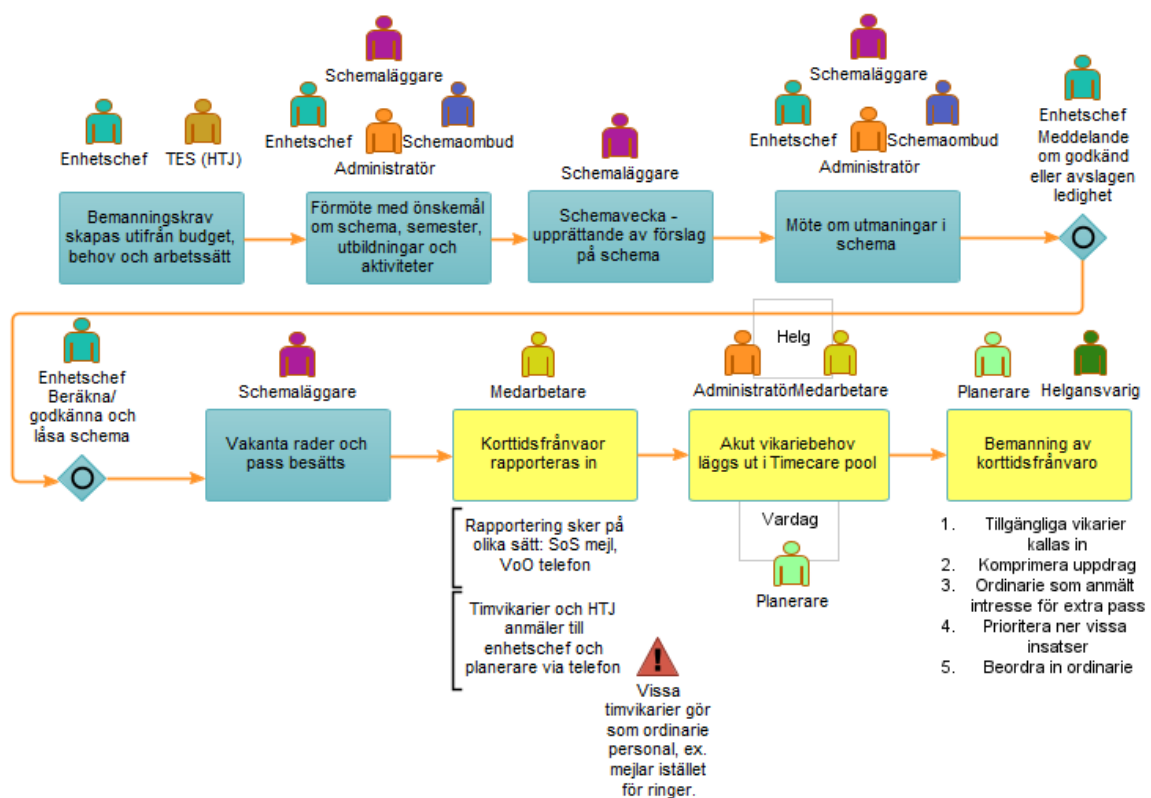 Schemaläggare
Enhetschef
TES (HTJ)
Enhetschef
Schemaombud
Administratör
Schemaläggare
Schemaläggare
Enhetschef
Schemaombud
Administratör
Enhetschef
Meddelande
om godkänd
eller avslagen
ledighet
Bemanningskrav
skapas utifrån budget,
behov och arbetssätt
Förmöte med önskemål
om schema, semester,
utbildningar och
aktiviteter
Schemavecka -
upprättande av förslag
på schema
Möte om utmaningar i
schema
Enhetschef
Beräkna/
godkänna och
låsa schema
Schemaläggare
Vakanta rader och
pass besätts
Medarbetare
Korttidsfrånvaor
rapporteras in
Rapportering sker på
olika sätt: SoS mejl,
VoO telefon
Timvikarier och HTJ
anmäler till
enhetschef och
planerare via telefon
Vissa
timvikarier gör
som ordinarie
personal, ex.
mejlar istället
för ringer.
Helg
Administratör
Medarbetare
Akut vikariebehov
läggs ut i Timecare pool
Vardag
Planerare
Planerare
Helgansvarig
Bemanning av
korttidsfrånvaro
1. Tillgängliga vikarier
kallas in
2. Komprimera uppdrag
3. Ordinarie som anmält
intresse för extra pass
4. Prioritera ner vissa
insatser
5. Beordra in ordinarie